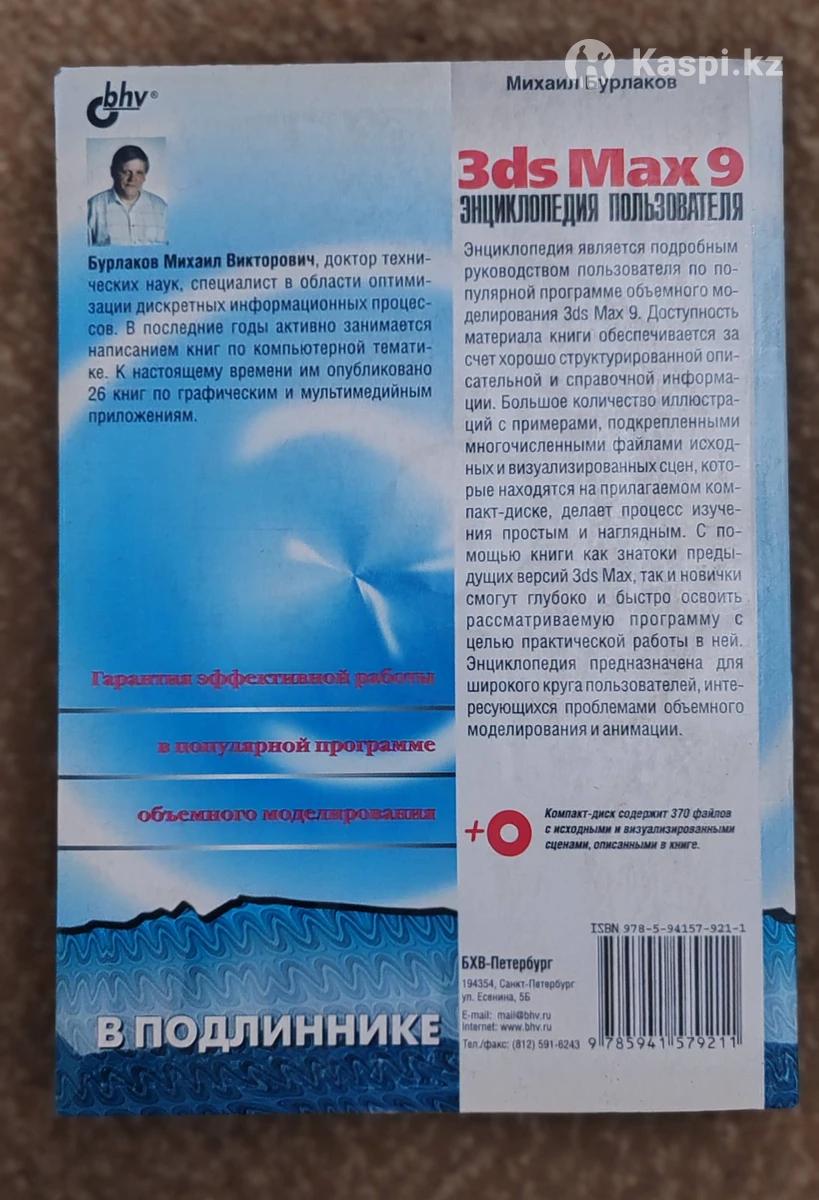 Kaspi.kz
bhv®
Бурлаков Михаил Викторович, доктор техни-
ческих наук, специалист в области оптими-
зации дискретных информационных процес-
сов. В последние годы активно занимается
написанием книг по компьютерной темати-
ке. К настоящему времени им опубликовано
26 книг по графическим и мультимедийным
приложениям.
Гарантия эффективной работы
в популярной программе
объемного моделирования
В ПОДЛИННИКЕ
Михаил Бурлаков
3ds Max 9
ЭНЦИКЛОПЕДИЯ ПОЛЬЗОВАТЕЛЯ
Энциклопедия является подробным
руководством пользователя по по-
пулярной программе объемного мо-
делирования 3ds Max 9. Доступность
материала книги обеспечивается за
счет хорошо структурированной опи-
сательной и справочной информа-
ции. Большое количество иллюстра-
ций с примерами, подкрепленными
многочисленными файлами исход-
ных и визуализированных сцен, кото-
рые находятся на прилагаемом ком-
пакт-диске, делает процесс изуче-
ния простым и наглядным. С по-
мощью книги как знатоки преды-
дущих версий 3ds Max, так и новички
смогут глубоко и быстро освоить
рассматриваемую программу с
целью практической работы в ней.
Энциклопедия предназначена для
широкого круга пользователей, инте-
ресующихся проблемами объемного
моделирования и анимации.
+
Компакт-диск содержит 370 файлов
с исходными и визуализированными
сценами, описанными в книге.
ISBN 978-5-94157-921-1
БХВ-Петербург
194354, Санкт-Петербург
ул. Есенина, 5Б
E-mail: mail@bhv.ru
Internet: www.bhv.ru
Тел./факс: (812) 591-6243
9 785941 579211